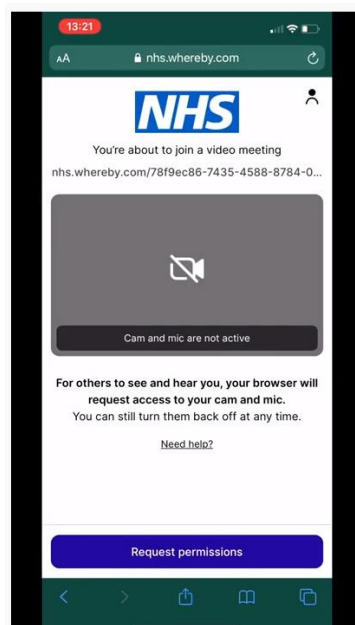 13:21
AA nhs.whereby.com
NHS
You're about to join a video meeting
nhs.whereby.com/78f9ec86-7435-4588-8784-0...
Cam and mic are not active
For others to see and hear you, your browser will
request access to your cam and mic.
You can still turn them back off at any time.
Need help?
Request permissions